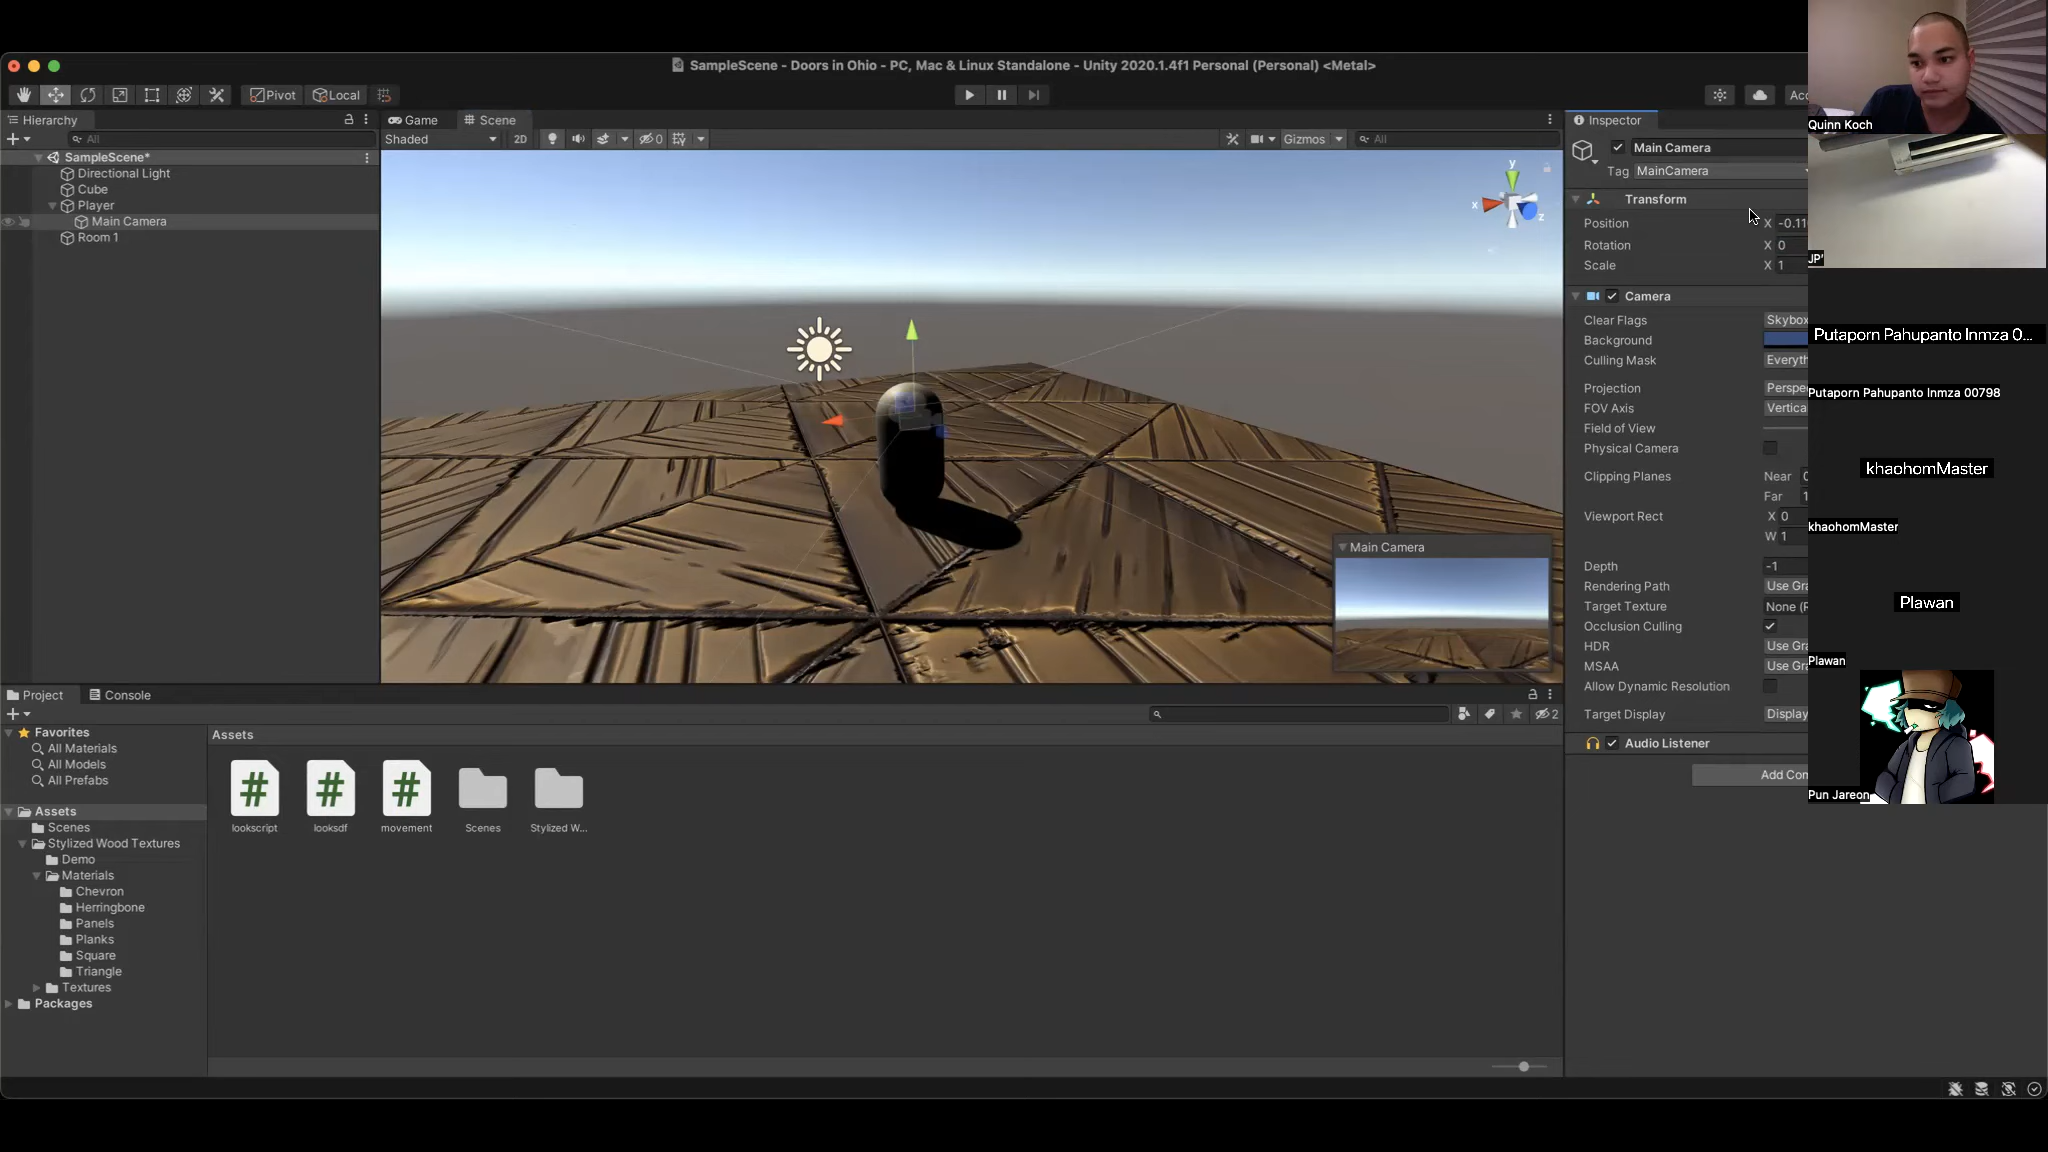 SampleScene - Doors in Ohio - PC, Mac & Linux Standalone - Unity 2020.1.4f1 Personal (Personal) <Metal>
Pivot
Local
Hierarchy
All
SampleScene*
Directional Light
Cube
Player
Main Camera
Room 1
Game
Scene
Shaded
2D
0
Gizmos
All
y
x
z
Main Camera
Inspector
Main Camera
Tag MainCamera
Transform
Position X -0.11
Rotation X 0
Scale X 1
Camera
Clear Flags Skybox
Background
Culling Mask
Projection
FOV Axis
Field of View
Physical Camera
Clipping Planes Near
Far 1
Viewport Rect X 0
W 1
Depth -1
Rendering Path Use Gra
Target Texture None (R
Occlusion Culling
HDR Use Gra
MSAA Use Gra
Allow Dynamic Resolution
Target Display Display
Audio Listener
Add Con
Project
Console
2
Favorites
All Materials
All Models
All Prefabs
Assets
Scenes
Stylized Wood Textures
Demo
Materials
Chevron
Herringbone
Panels
Planks
Square
Triangle
Textures
Packages
Assets
lookscript
looksdf
movement
Scenes
Stylized W...
Quinn Koch
JP'
Putaporn Pahupanto Inmza 0...
Putaporn Pahupanto Inmza 00798
khaohomMaster
khaohomMaster
Plawan
Plawan
Pun Jareon